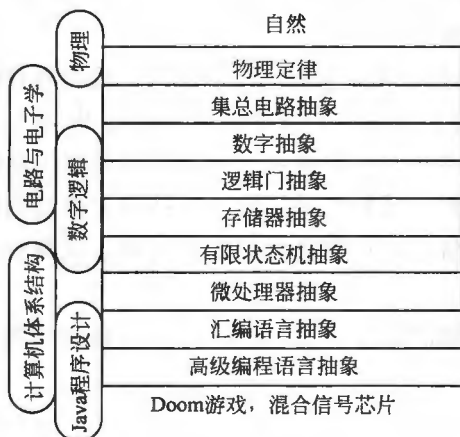 自然
物理定律
集总电路抽象
数字抽象
逻辑门抽象
存储器抽象
有限状态机抽象
微处理器抽象
汇编语言抽象
高级编程语言抽象
Doom游戏，混合信号芯片
物理
电路与电子学
数字逻辑
计算机体系结构
Java程序设计